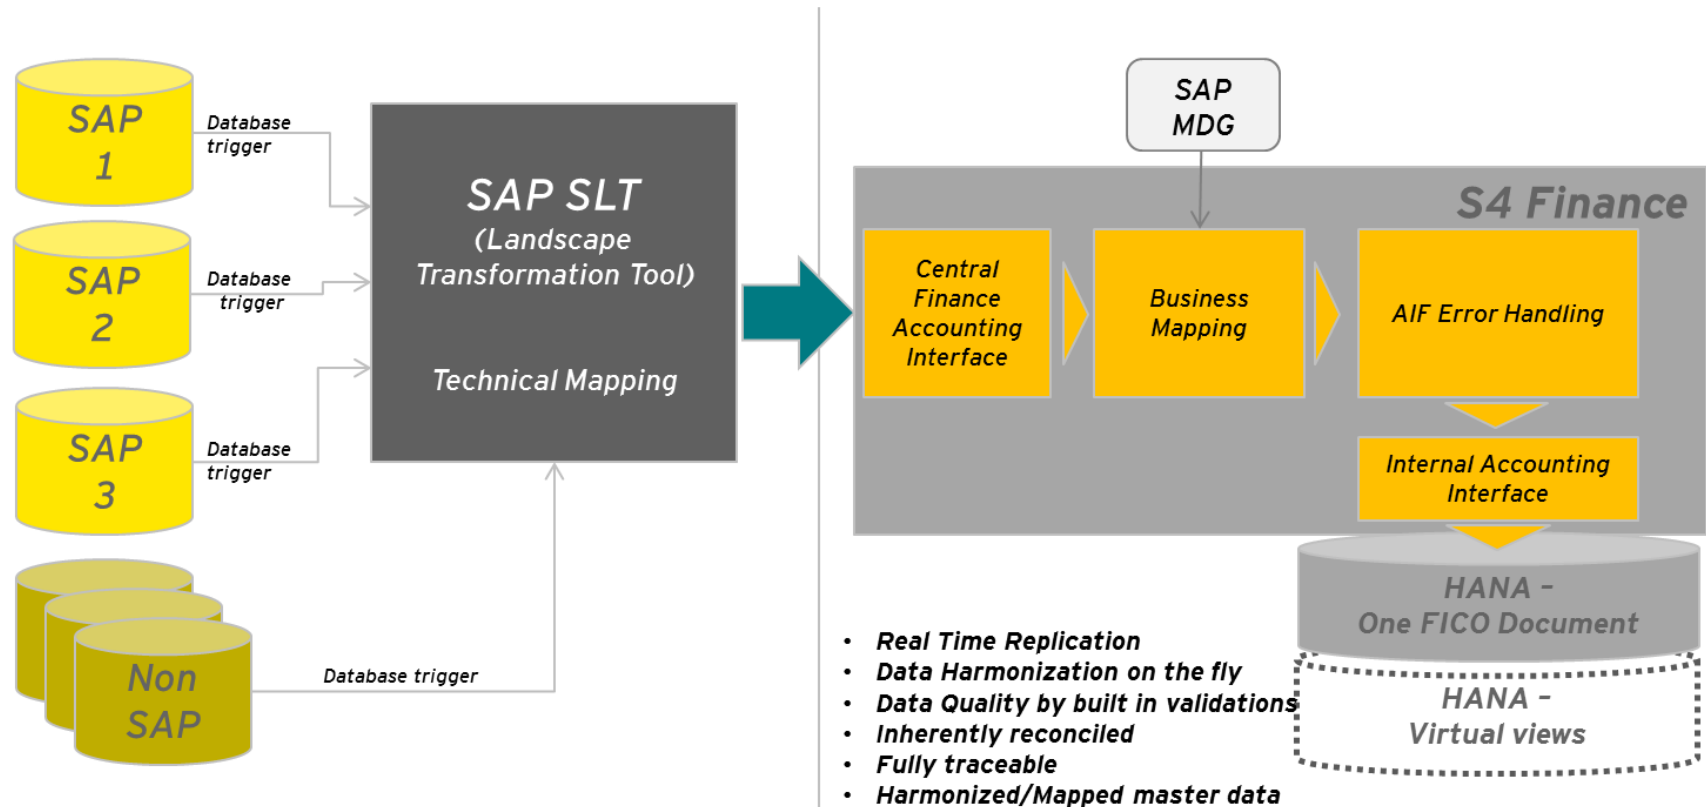 SAP
1
Database
trigger
SAP
2
Database
trigger
SAP
3
Database
trigger
Non
SAP
Database trigger
SAP SLT
(Landscape
Transformation Tool)
Technical Mapping
SAP
MDG
S4 Finance
Central
Finance
Accounting
Interface
Business
Mapping
AIF Error Handling
Internal Accounting
Interface
HANA –
One FICO Document
HANA –
Virtual views
• Real Time Replication
• Data Harmonization on the fly
• Data Quality by built in validations
• Inherently reconciled
• Fully traceable
• Harmonized/Mapped master data